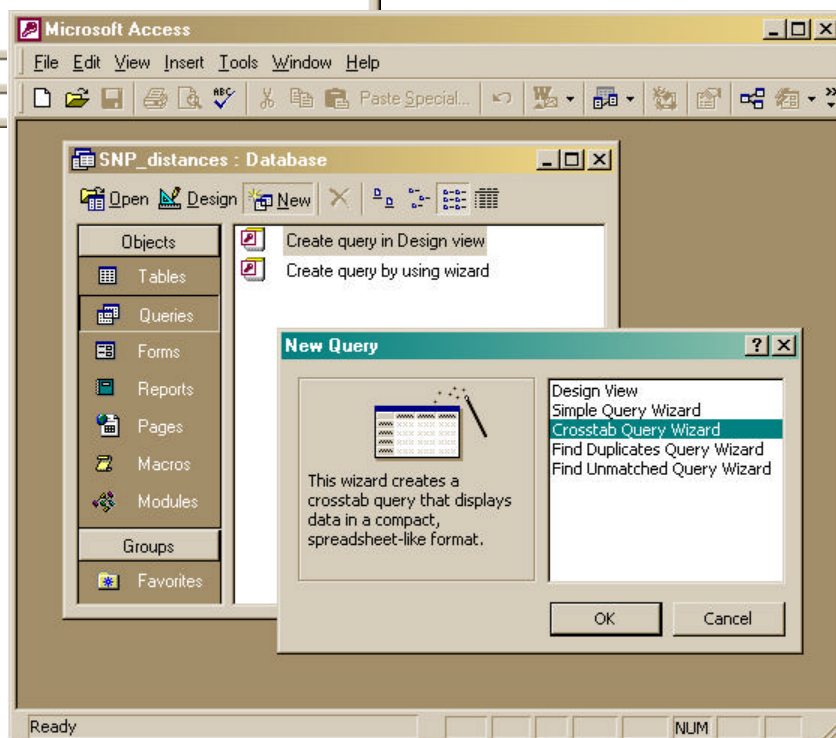 Microsoft Access
File Edit View Insert Tools Window Help
ABC Paste Special...
SNP_distances : Database
Open Design New
Objects
Tables
Queries
Forms
Reports
Pages
Macros
Modules
Groups
Favorites
Create query in Design view
Create query by using wizard
New Query
This wizard creates a
crosstab query that displays
data in a compact,
spreadsheet-like format.
Design View
Simple Query Wizard
Crosstab Query Wizard
Find Duplicates Query Wizard
Find Unmatched Query Wizard
OK Cancel
Ready NUM